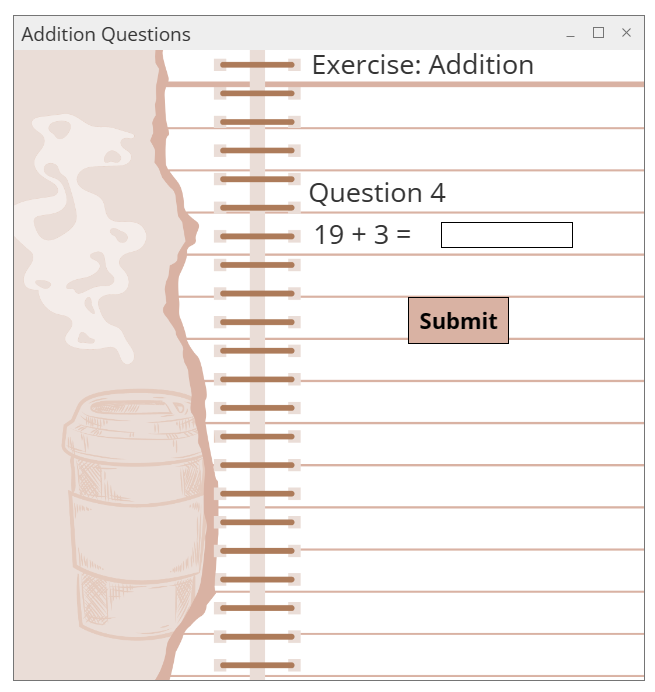 Addition Questions
Exercise: Addition
Question 4
19 + 3 =
Submit